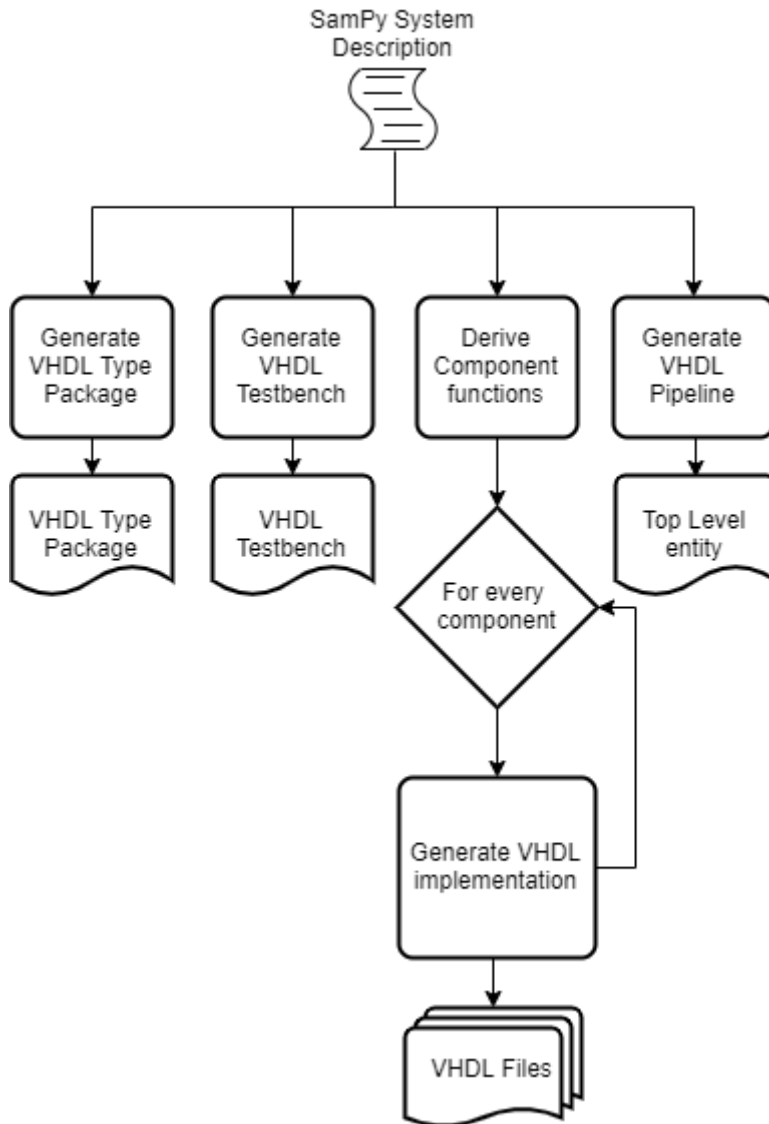 SamPy System
Description
Generate
VHDL Type
Package
Generate
VHDL
Testbench
Derive
Component
functions
Generate
VHDL
Pipeline
VHDL Type
Package
VHDL
Testbench
Top Level
entity
For every
component
Generate VHDL
implementation
VHDL Files